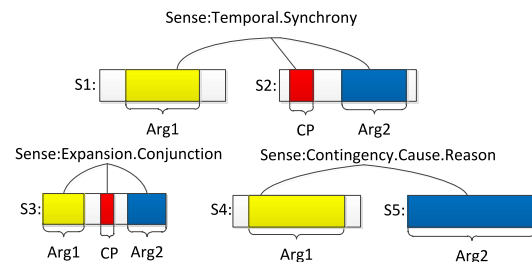 Sense:Temporal.Synchrony
S1: S2:
Arg1 CP Arg2
Sense:Expansion.Conjunction Sense:Contingency.Cause.Reason
S3: S4: S5:
Arg1 CP Arg2 Arg1 Arg2